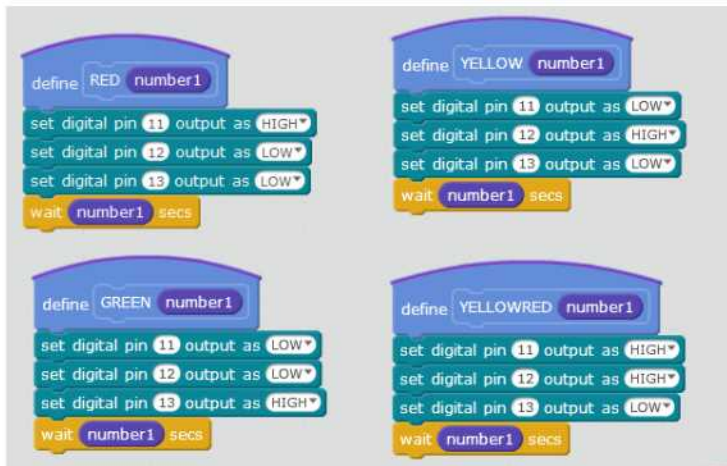 define RED number1
set digital pin 11 output as HIGH
set digital pin 12 output as LOW
set digital pin 13 output as LOW
wait number1 secs
define YELLOW number1
set digital pin 11 output as LOW
set digital pin 12 output as HIGH
set digital pin 13 output as LOW
wait number1 secs
define GREEN number1
set digital pin 11 output as LOW
set digital pin 12 output as LOW
set digital pin 13 output as HIGH
wait number1 secs
define YELLOWRED number1
set digital pin 11 output as HIGH
set digital pin 12 output as HIGH
set digital pin 13 output as LOW
wait number1 secs